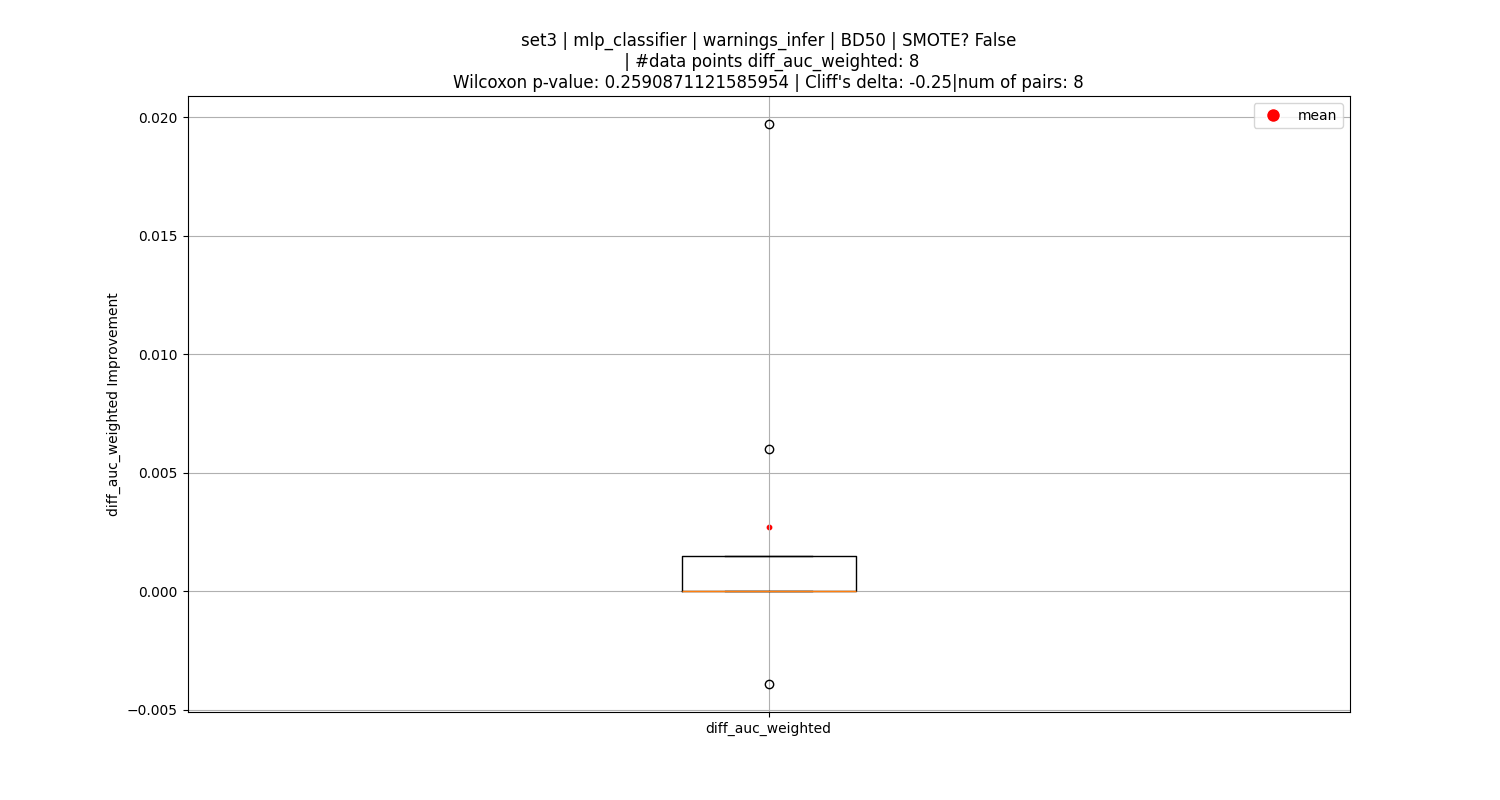 set3 | mlp_classifier | warnings_infer | BD50 | SMOTE? False
| #data points diff_auc_weighted: 8
Wilcoxon p-value: 0.2590871121585954 | Cliff's delta: -0.25|num of pairs: 8
mean
0.020
0.015
0.010
0.005
0.000
−0.005
diff_auc_weighted Improvement
diff_auc_weighted